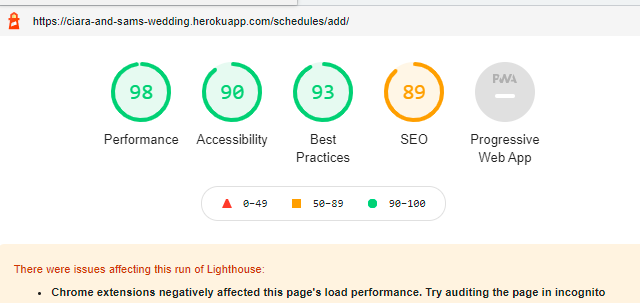 https://ciara-and-sams-wedding.herokuapp.com/schedules/add/
98 90 93 89 PWA
Performance Accessibility Best Practices SEO Progressive Web App
0–49 50–89 90–100
There were issues affecting this run of Lighthouse:
• Chrome extensions negatively affected this page's load performance. Try auditing the page in incognito